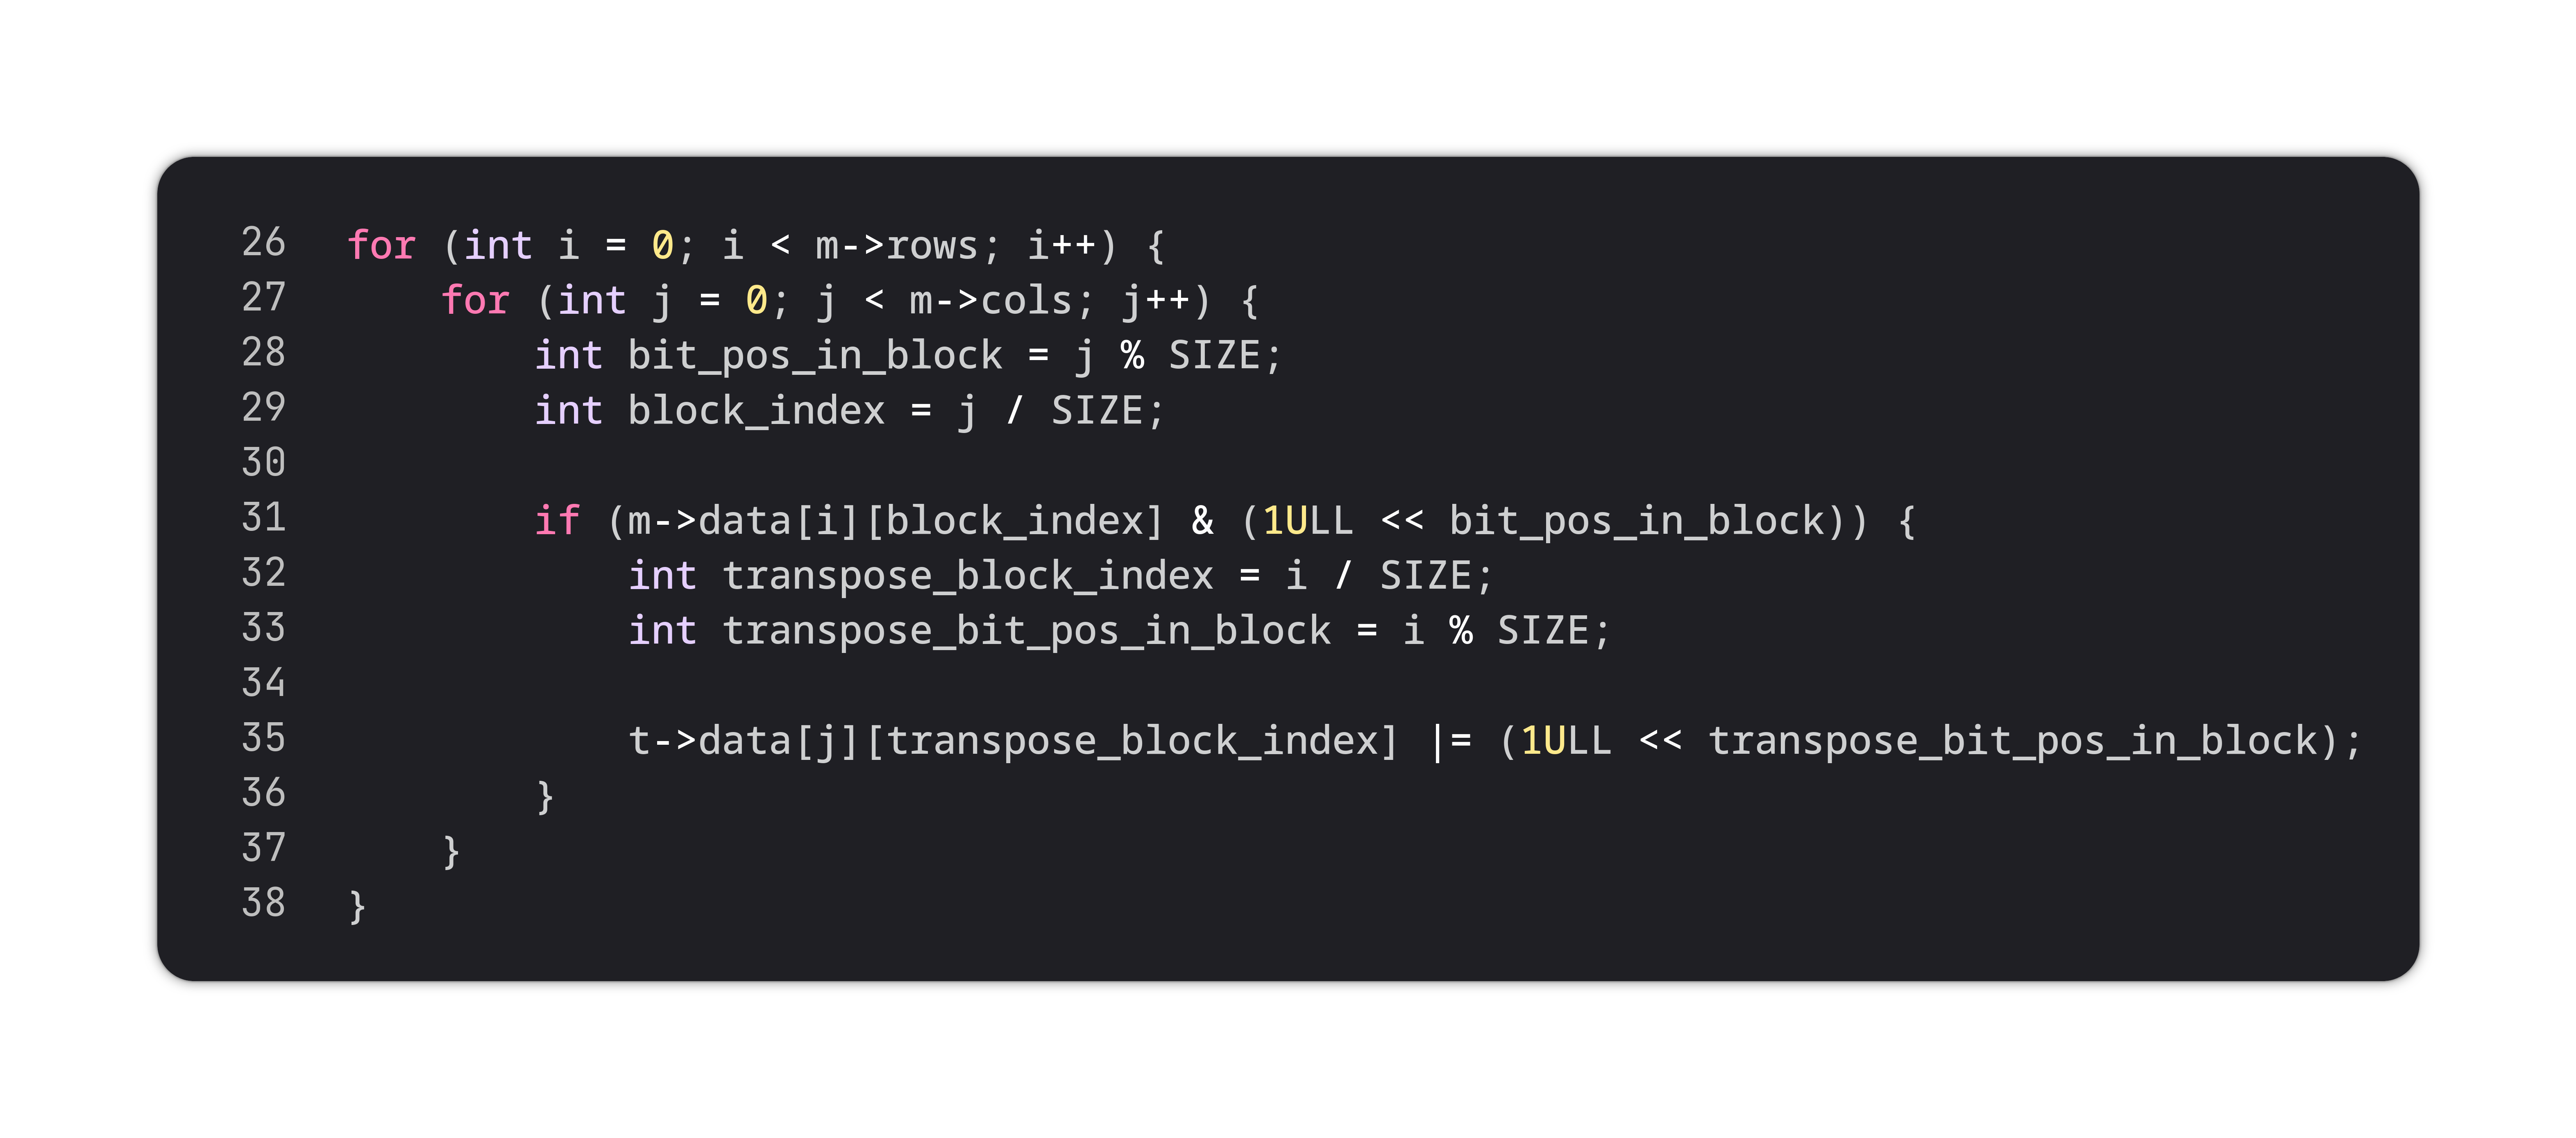 26 for (int i = 0; i < m->rows; i++) {
27     for (int j = 0; j < m->cols; j++) {
28         int bit_pos_in_block = j % SIZE;
29         int block_index = j / SIZE;
30
31         if (m->data[i][block_index] & (1ULL << bit_pos_in_block)) {
32             int transpose_block_index = i / SIZE;
33             int transpose_bit_pos_in_block = i % SIZE;
34
35             t->data[j][transpose_block_index] |= (1ULL << transpose_bit_pos_in_block);
36         }
37     }
38 }